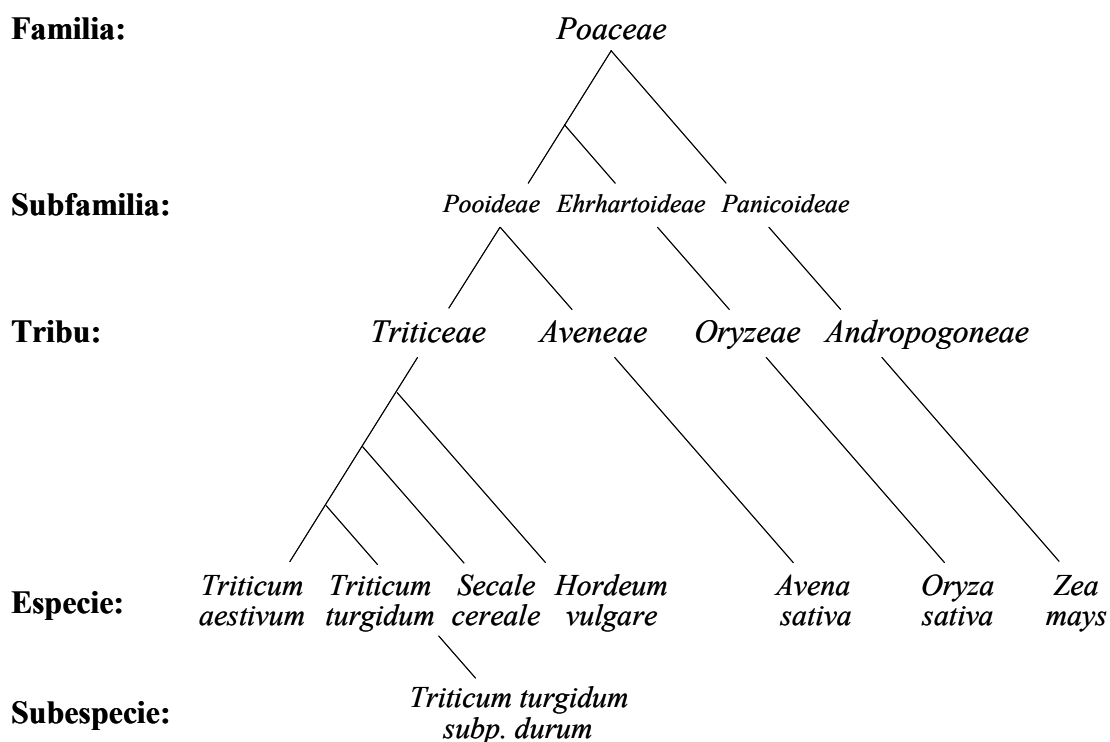 Familia: Poaceae
Subfamilia: Pooideae Ehrhartoideae Panicoideae
Tribu: Triticeae Aveneae Oryzeae Andropogoneae
Especie:
Triticum aestivum
Triticum turgidum
Secale cereale
Hordeum vulgare
Avena sativa
Oryza sativa
Zea mays
Subespecie:
Triticum turgidum
subp. durum